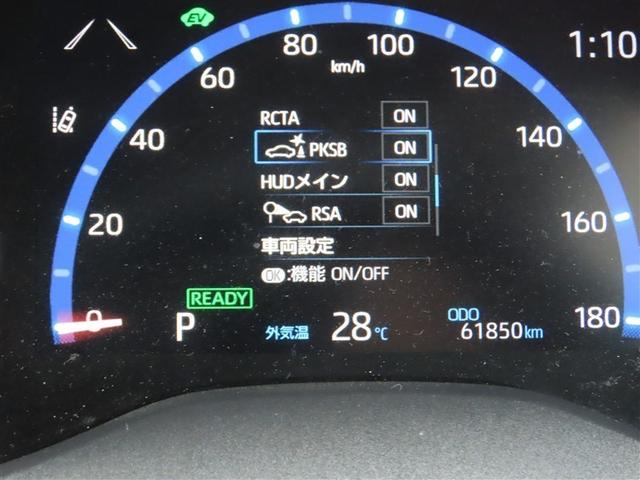 EV
1:10
80 100
km/h
60 120
RCTA ON
PKSB ON
40 140
HUDメイン ON
RSA ON
20 160
車両設定
OK:機能 ON/OFF
READY
0 P 外気温 28℃ ODO 61850km 180